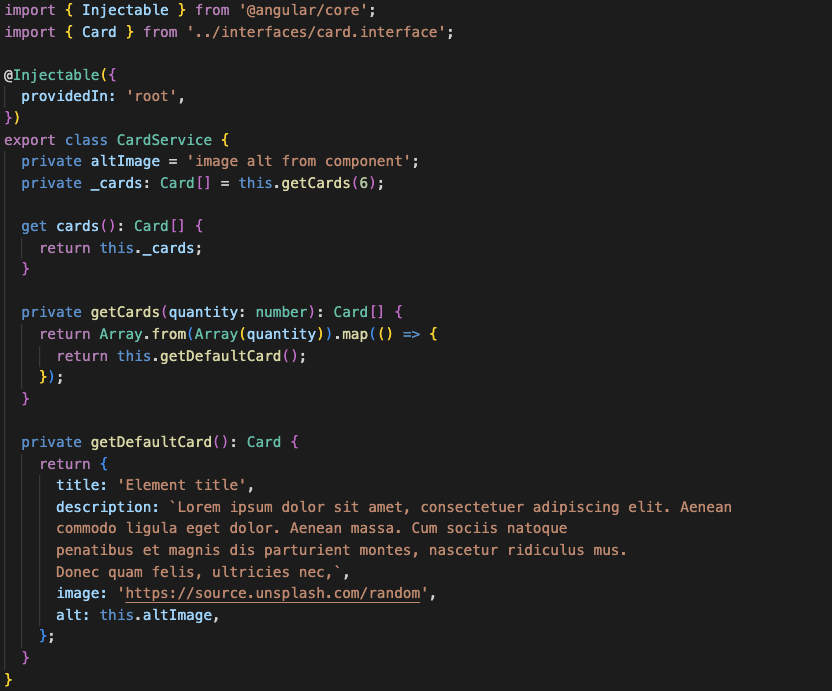 import { Injectable } from '@angular/core';
import { Card } from '../interfaces/card.interface';

@Injectable({
  providedIn: 'root',
})
export class CardService {
  private altImage = 'image alt from component';
  private _cards: Card[] = this.getCards(6);

  get cards(): Card[] {
    return this._cards;
  }

  private getCards(quantity: number): Card[] {
    return Array.from(Array(quantity)).map(() => {
      return this.getDefaultCard();
    });
  }

  private getDefaultCard(): Card {
    return {
      title: 'Element title',
      description: `Lorem ipsum dolor sit amet, consectetuer adipiscing elit. Aenean
      commodo ligula eget dolor. Aenean massa. Cum sociis natoque
      penatibus et magnis dis parturient montes, nascetur ridiculus mus.
      Donec quam felis, ultricies nec,`,
      image: 'https://source.unsplash.com/random',
      alt: this.altImage,
    };
  }
}